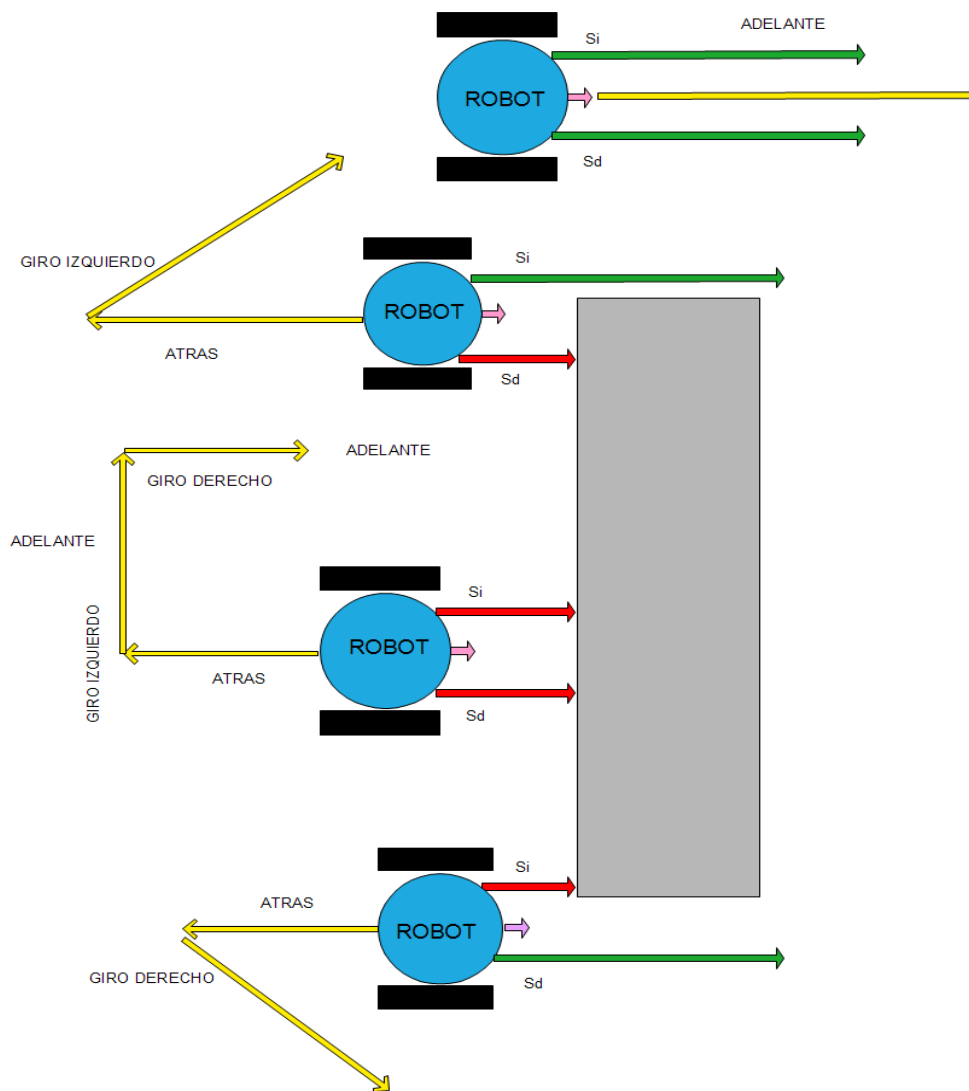 Si
ADELANTE
ROBOT
Sd
GIRO IZQUIERDO
Si
ROBOT
ATRAS
Sd
ADELANTE
GIRO DERECHO
ADELANTE
Si
GIRO IZQUIERDO
ROBOT
ATRAS
Sd
Si
ATRAS
ROBOT
GIRO DERECHO
Sd